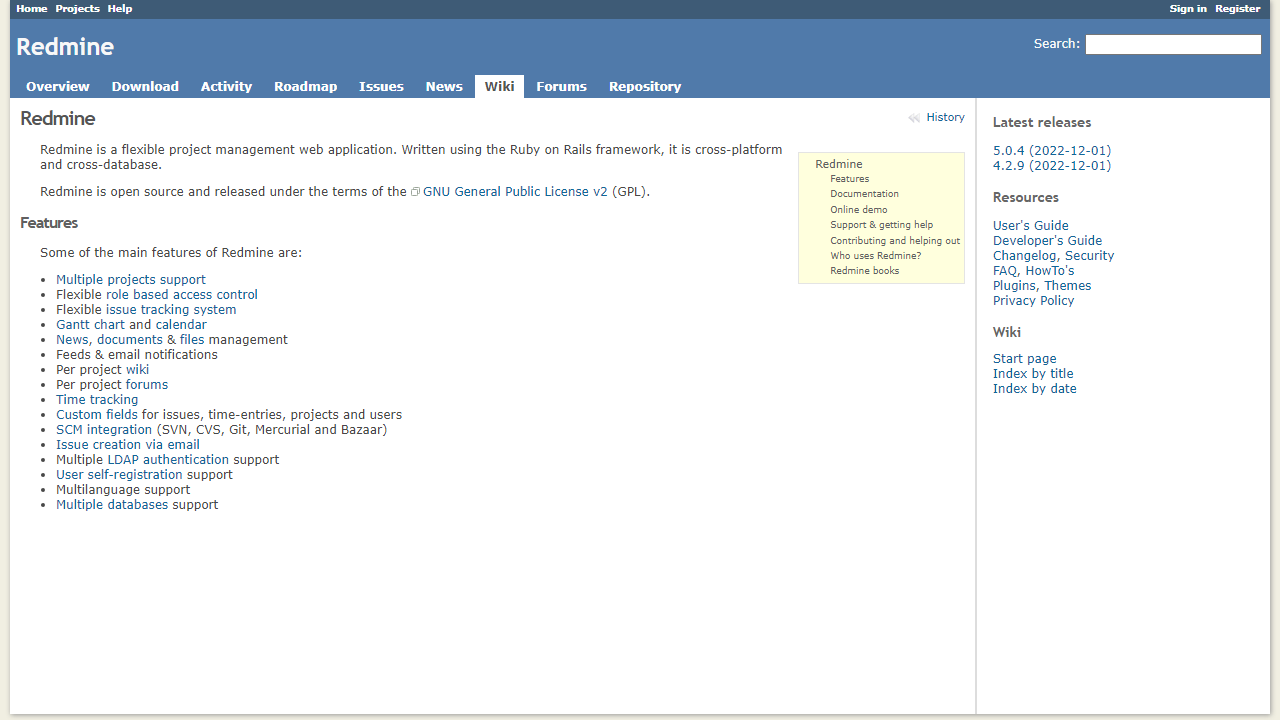 Home Projects Help Sign in Register
Redmine
Search:
Overview Download Activity Roadmap Issues News Wiki Forums Repository
Redmine
History
Redmine is a flexible project management web application. Written using the Ruby on Rails framework, it is cross-platform
and cross-database.
Redmine is open source and released under the terms of the GNU General Public License v2 (GPL).
Redmine
Features
Documentation
Online demo
Support & getting help
Contributing and helping out
Who uses Redmine?
Redmine books
Features
Some of the main features of Redmine are:
• Multiple projects support
• Flexible role based access control
• Flexible issue tracking system
• Gantt chart and calendar
• News, documents & files management
• Feeds & email notifications
• Per project wiki
• Per project forums
• Time tracking
• Custom fields for issues, time-entries, projects and users
• SCM integration (SVN, CVS, Git, Mercurial and Bazaar)
• Issue creation via email
• Multiple LDAP authentication support
• User self-registration support
• Multilanguage support
• Multiple databases support
Latest releases
5.0.4 (2022-12-01)
4.2.9 (2022-12-01)
Resources
User's Guide
Developer's Guide
Changelog, Security
FAQ, HowTo's
Plugins, Themes
Privacy Policy
Wiki
Start page
Index by title
Index by date